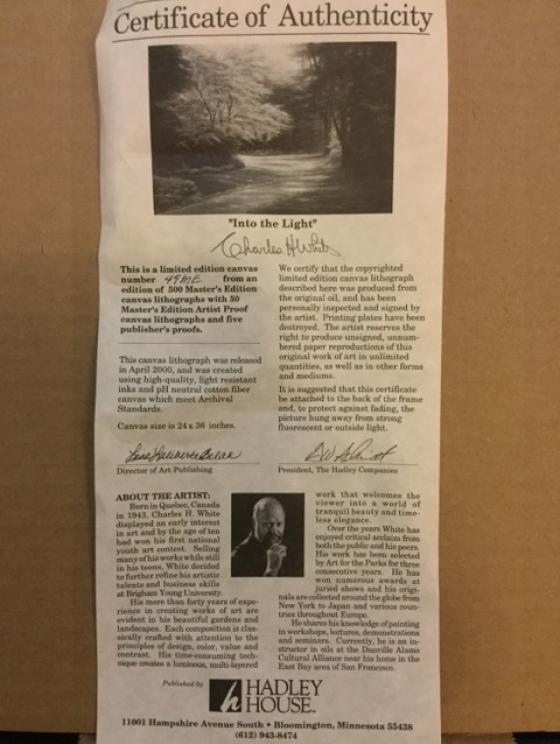 Certificate of Authenticity
"Into the Light"
Charles H White
This is a limited edition canvas
number 49ME from an
edition of 500 Master's Edition
canvas lithographs with 50
Master's Edition Artist Proof
canvas lithographs and five
publisher's proofs.
This canvas lithograph was released
in April 2000, and was created
using high-quality, light resistant
inks and pH neutral cotton fiber
canvas which meet Archival
Standards.
Canvas size is 24 x 36 inches.
We certify that the copyrighted
limited edition canvas lithograph
described here was produced from
the original oil, and has been
personally inspected and signed by
the artist. Printing plates have been
destroyed. The artist reserves the
right to produce unsigned, unnum-
bered paper reproductions of this
original work of art in unlimited
quantities, as well as in other forms
and mediums.
It is suggested that this certificate
be attached to the back of the frame
and, to protect against fading, the
picture hung away from strong
fluorescent or outside light.
Director of Art Publishing
President, The Hadley Companies
ABOUT THE ARTIST:
Born in Quebec, Canada
in 1943, Charles H. White
displayed an early interest
in art and by the age of ten
had won his first national
youth art contest. Selling
many of his works while still
in his teens, White decided
to further refine his artistic
talents and business skills
at Brigham Young University.
His more than forty years of expe-
rience in creating works of art are
evident in his beautiful gardens and
landscapes. Each composition is clas-
sically crafted with attention to the
principles of design, color, value and
contrast. His time-consuming tech-
nique creates a luminous, multi-layered
work that welcomes the
viewer into a world of
tranquil beauty and time-
less elegance.
Over the years White has
enjoyed critical acclaim from
both the public and his peers.
His work has been selected
by Art for the Parks for three
consecutive years. He has
won numerous awards at
juried shows and his origi-
nals are collected around the globe from
New York to Japan and various coun-
tries throughout Europe.
He shares his knowledge of painting
in workshops, lectures, demonstrations
and seminars. Currently, he is an in-
structor in oils at the Danville Alamo
Cultural Alliance near his home in the
East Bay area of San Francisco.
Published by
HADLEY
HOUSE
11001 Hampshire Avenue South • Bloomington, Minnesota 55438
(612) 943-8474